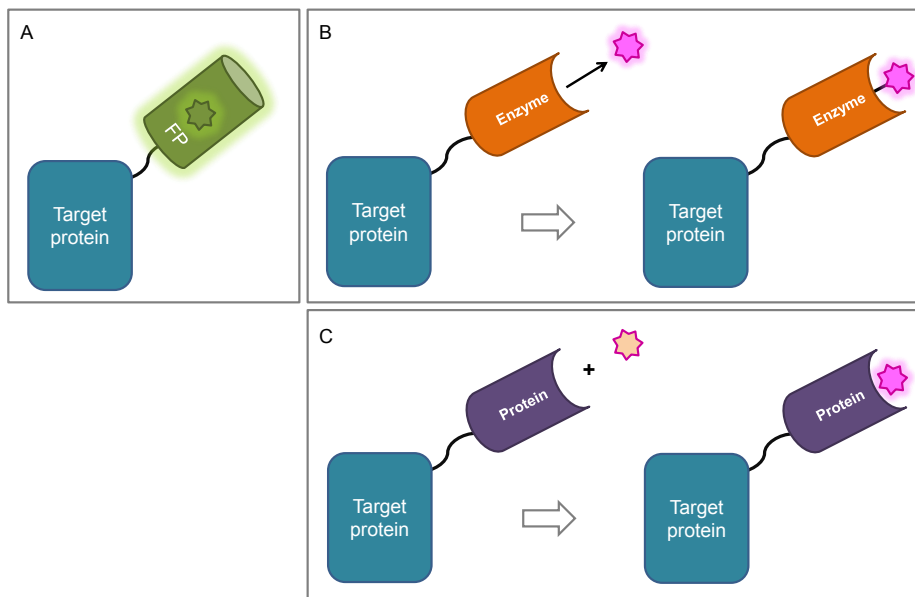 A
FP
Target
protein
B
Enzyme
Target
protein
Enzyme
Target
protein
C
+
Protein
Target
protein
Protein
Target
protein